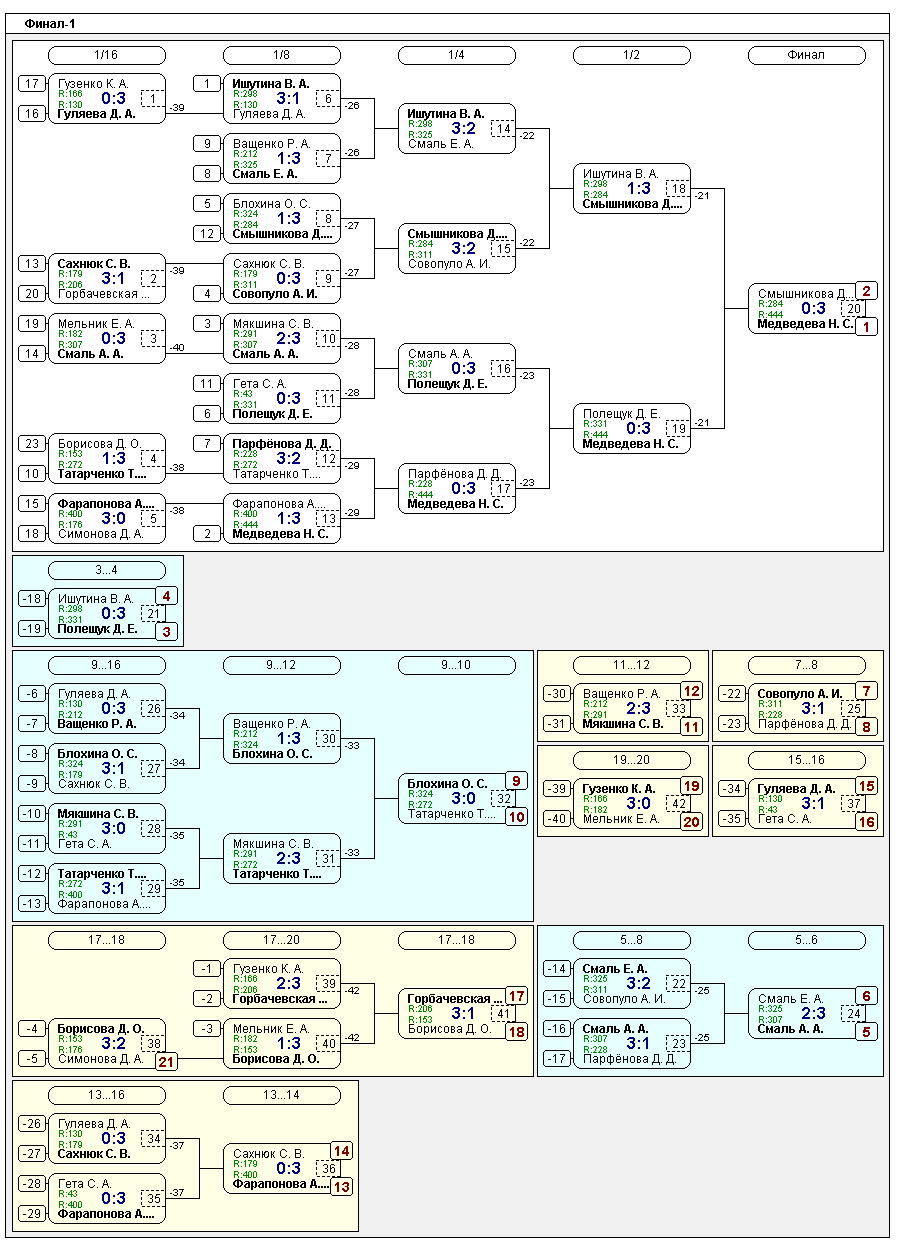 Финал-1
1/16
1/8
1/4
1/2
Финал
17
Гузенко К. А.
R:166
R:130
0:3
1
16
Гуляева Д. А.
-39
1
Ишутина В. А.
R:298
R:130
3:1
6
Гуляева Д. А.
-26
9
Ващенко Р. А.
R:212
R:325
1:3
7
8
Смаль Е. А.
-26
Ишутина В. А.
R:298
R:325
3:2
14
Смаль Е. А.
-22
5
Блохина О. С.
R:324
R:284
1:3
8
12
Смышникова Д....
-27
13
Сахнюк С. В.
R:179
R:206
3:1
2
20
Горбачевская ...
-39
Сахнюк С. В.
R:179
R:311
0:3
9
4
Совопуло А. И.
-27
Смышникова Д....
R:284
R:311
3:2
15
Совопуло А. И.
-22
Ишутина В. А.
R:298
R:284
1:3
18
Смышникова Д....
-21
19
Мельник Е. А.
R:182
R:307
0:3
3
14
Смаль А. А.
-40
3
Мякшина С. В.
R:291
R:307
2:3
10
Смаль А. А.
-28
11
Гета С. А.
R:43
R:331
0:3
11
6
Полещук Д. Е.
-28
Смаль А. А.
R:307
R:331
0:3
16
Полещук Д. Е.
-23
23
Борисова Д. О.
R:153
R:272
1:3
4
10
Татарченко Т....
-38
7
Парфёнова Д. Д.
R:228
R:272
3:2
12
Татарченко Т....
-29
15
Фарапонова А....
R:400
R:176
3:0
5
18
Симонова Д. А.
-38
Фарапонова А....
R:400
R:444
1:3
13
2
Медведева Н. С.
-29
Парфёнова Д. Д.
R:228
R:444
0:3
17
Медведева Н. С.
-23
Полещук Д. Е.
R:331
R:444
0:3
19
Медведева Н. С.
-21
Смышникова Д....
2
R:284
R:444
0:3
20
Медведева Н. С.
1
3...4
-18
Ишутина В. А.
4
R:298
R:331
0:3
21
-19
Полещук Д. Е.
3
9...16
9...12
9...10
-6
Гуляева Д. А.
R:130
R:212
0:3
26
-7
Ващенко Р. А.
-34
-8
Блохина О. С.
R:324
R:179
3:1
27
-9
Сахнюк С. В.
-34
Ващенко Р. А.
R:212
R:324
1:3
30
Блохина О. С.
-33
-10
Мякшина С. В.
R:291
R:43
3:0
28
-11
Гета С. А.
-35
-12
Татарченко Т....
R:272
R:400
3:1
29
-13
Фарапонова А....
-35
Мякшина С. В.
R:291
R:272
2:3
31
Татарченко Т....
-33
Блохина О. С.
9
R:324
R:272
3:0
32
Татарченко Т....
10
11...12
-30
Ващенко Р. А.
12
R:212
R:291
2:3
33
-31
Мякшина С. В.
11
7...8
-22
Совопуло А. И.
7
R:311
R:228
3:1
25
-23
Парфёнова Д. Д.
8
19...20
-39
Гузенко К. А.
19
R:166
R:182
3:0
42
-40
Мельник Е. А.
20
15...16
-34
Гуляева Д. А.
15
R:130
R:43
3:1
37
-35
Гета С. А.
16
17...18
17...20
17...18
-1
Гузенко К. А.
R:166
R:206
2:3
39
-2
Горбачевская ...
-42
-4
Борисова Д. О.
R:153
R:176
3:2
38
-5
Симонова Д. А.
21
-3
Мельник Е. А.
R:182
R:153
1:3
40
Борисова Д. О.
-42
Горбачевская ...
17
R:206
R:153
3:1
41
Борисова Д. О.
18
5...8
5...6
-14
Смаль Е. А.
R:325
R:311
3:2
22
-15
Совопуло А. И.
-25
-16
Смаль А. А.
R:307
R:228
3:1
23
-17
Парфёнова Д. Д.
-25
Смаль Е. А.
6
R:325
R:307
2:3
24
Смаль А. А.
5
13...16
13...14
-26
Гуляева Д. А.
R:130
R:179
0:3
34
-27
Сахнюк С. В.
-37
-28
Гета С. А.
R:43
R:400
0:3
35
-29
Фарапонова А....
-37
Сахнюк С. В.
14
R:179
R:400
0:3
36
Фарапонова А....
13